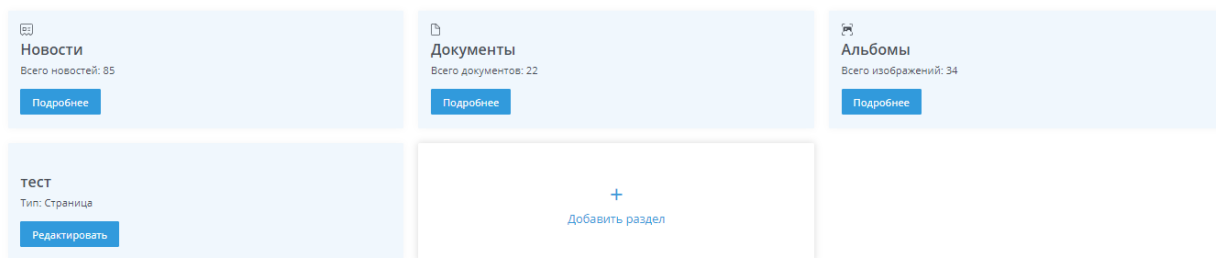 Новости
Всего новостей: 85
Подробнее
Документы
Всего документов: 22
Подробнее
Альбомы
Всего изображений: 34
Подробнее
тест
Тип: Страница
Редактировать
+
Добавить раздел